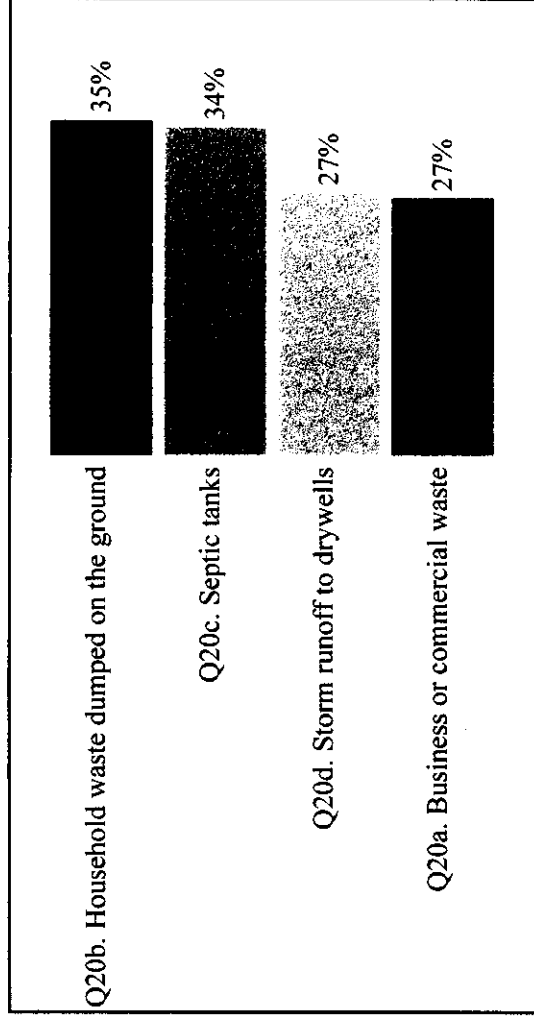 Q20b. Household waste dumped on the ground
35%
Q20c. Septic tanks
34%
Q20d. Storm runoff to drywells
27%
Q20a. Business or commercial waste
27%